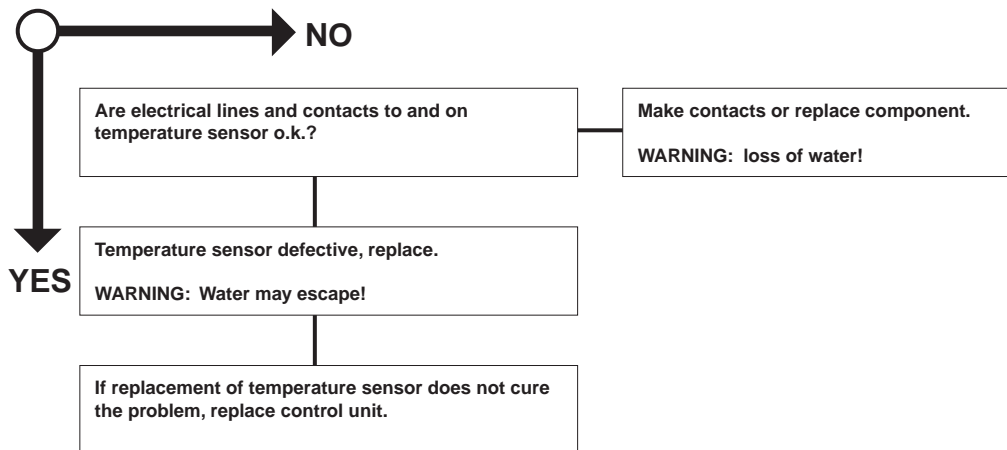 NO
Are electrical lines and contacts to and on
temperature sensor o.k.?
Make contacts or replace component.
WARNING: loss of water!
YES
Temperature sensor defective, replace.
WARNING: Water may escape!
If replacement of temperature sensor does not cure
the problem, replace control unit.